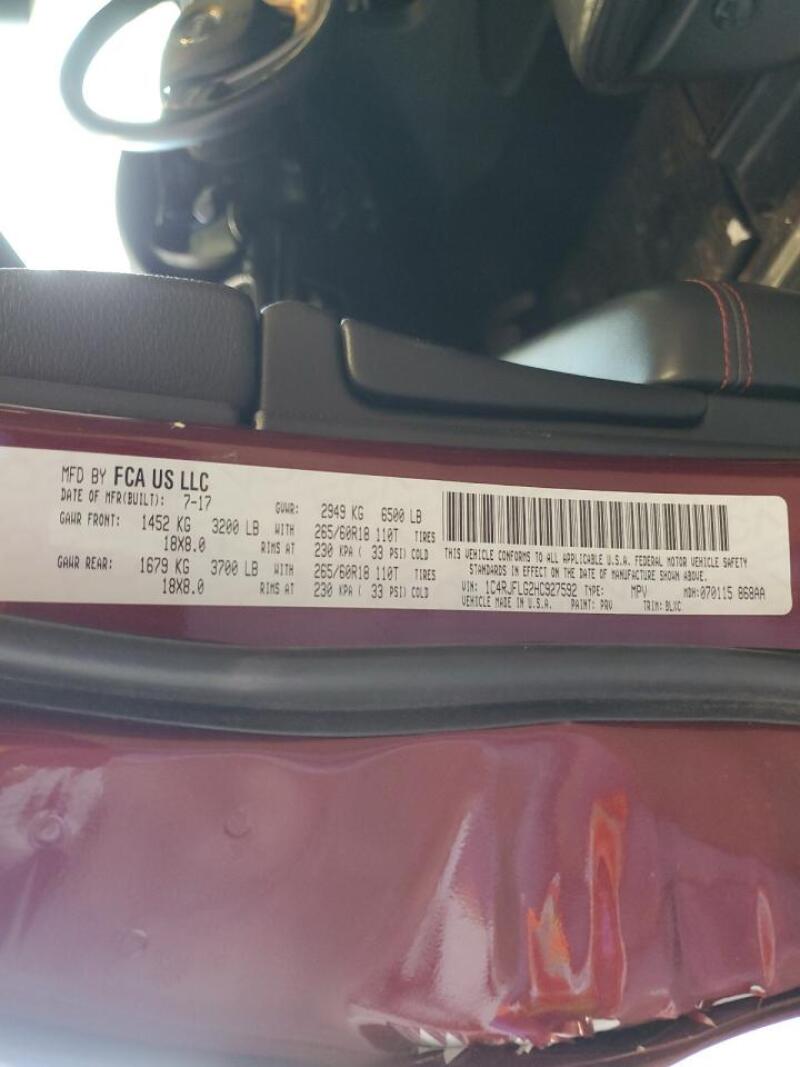 MFD BY FCA US LLC
DATE OF MFR(BUILT): 7-17 GVWR: 2949 KG 6500 LB
GAWR FRONT: 1452 KG 3200 LB WITH 265/60R18 110T TIRES
18X8.0 RIMS AT 230 KPA ( 33 PSI) COLD
GAWR REAR: 1679 KG 3700 LB WITH 265/60R18 110T TIRES
18X8.0 RIMS AT 230 KPA ( 33 PSI) COLD
THIS VEHICLE CONFORMS TO ALL APPLICABLE U.S.A. FEDERAL MOTOR VEHICLE SAFETY
STANDARDS IN EFFECT ON THE DATE OF MANUFACTURE SHOWN ABOVE.
VIN: 1C4RJFLG2HC927592 TYPE: MPV MDH: 070115 868AA
VEHICLE MADE IN U.S.A. PAINT: PRV TRIM: BLXC